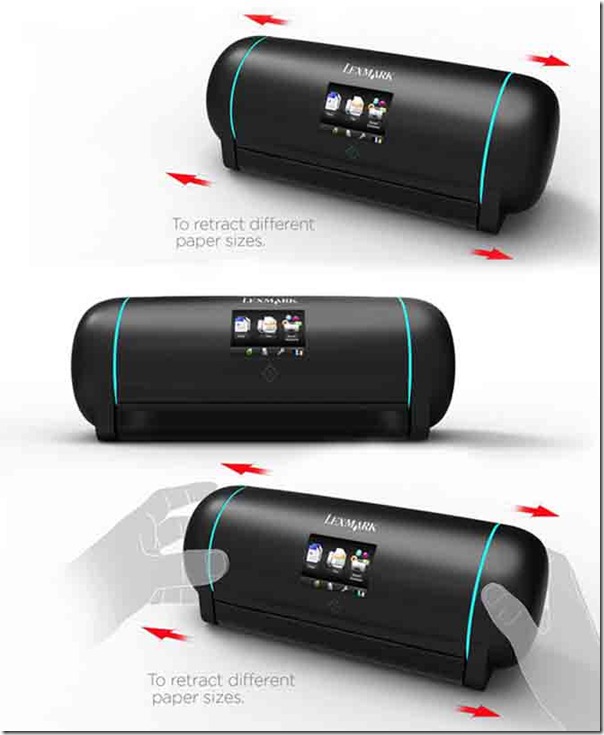 LEXMARK
To retract different
paper sizes.
LEXMARK
LEXMARK
To retract different
paper sizes.